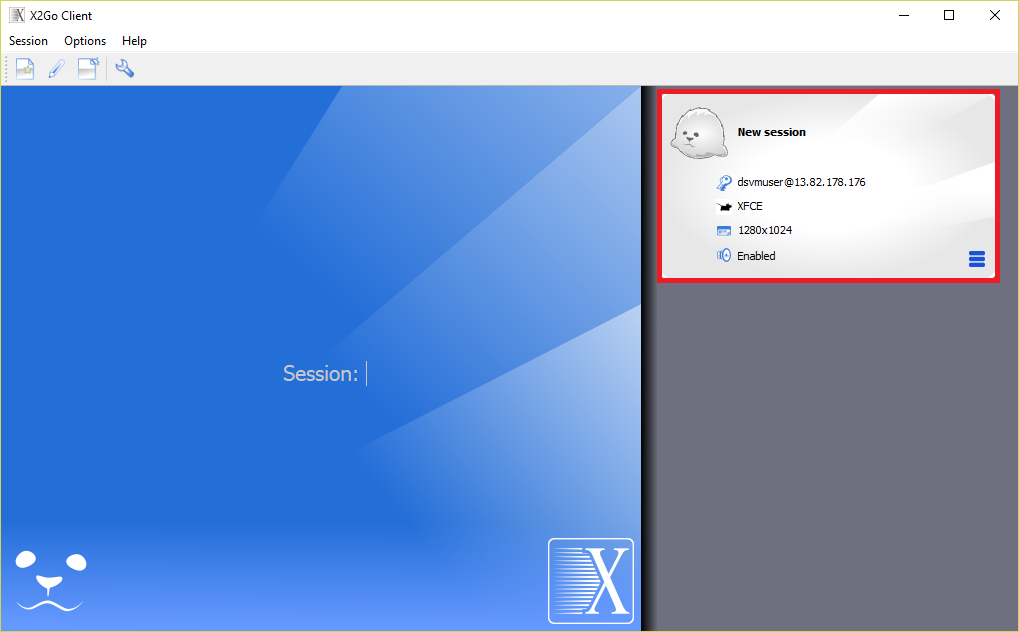 X2Go Client
Session Options Help
New session
dsvmuser@13.82.178.176
XFCE
1280x1024
Enabled
Session:
X